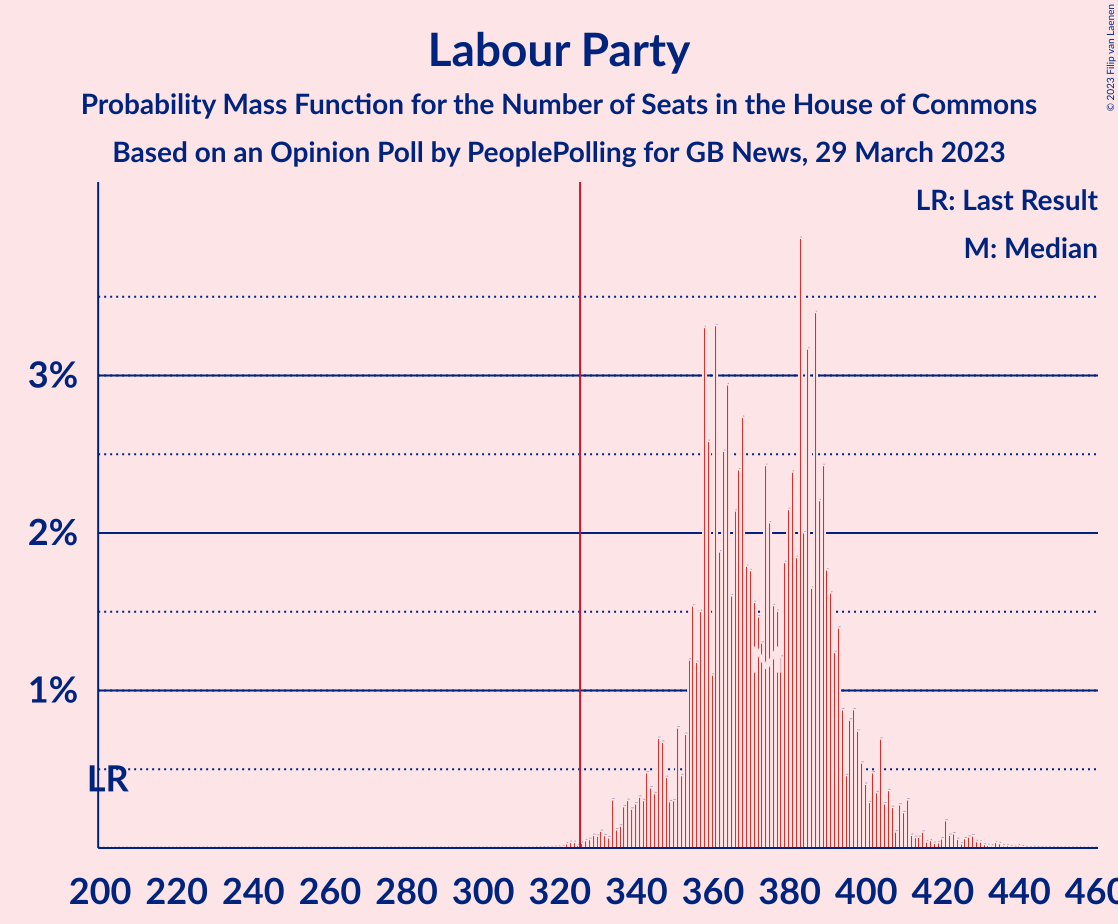 Labour Party
Probability Mass Function for the Number of Seats in the House of Commons
Based on an Opinion Poll by PeoplePolling for GB News, 29 March 2023
© 2023 Filip van Laenen
LR: Last Result
M: Median
3%
2%
1%
LR
200 220 240 260 280 300 320 340 360 380 400 420 440 460